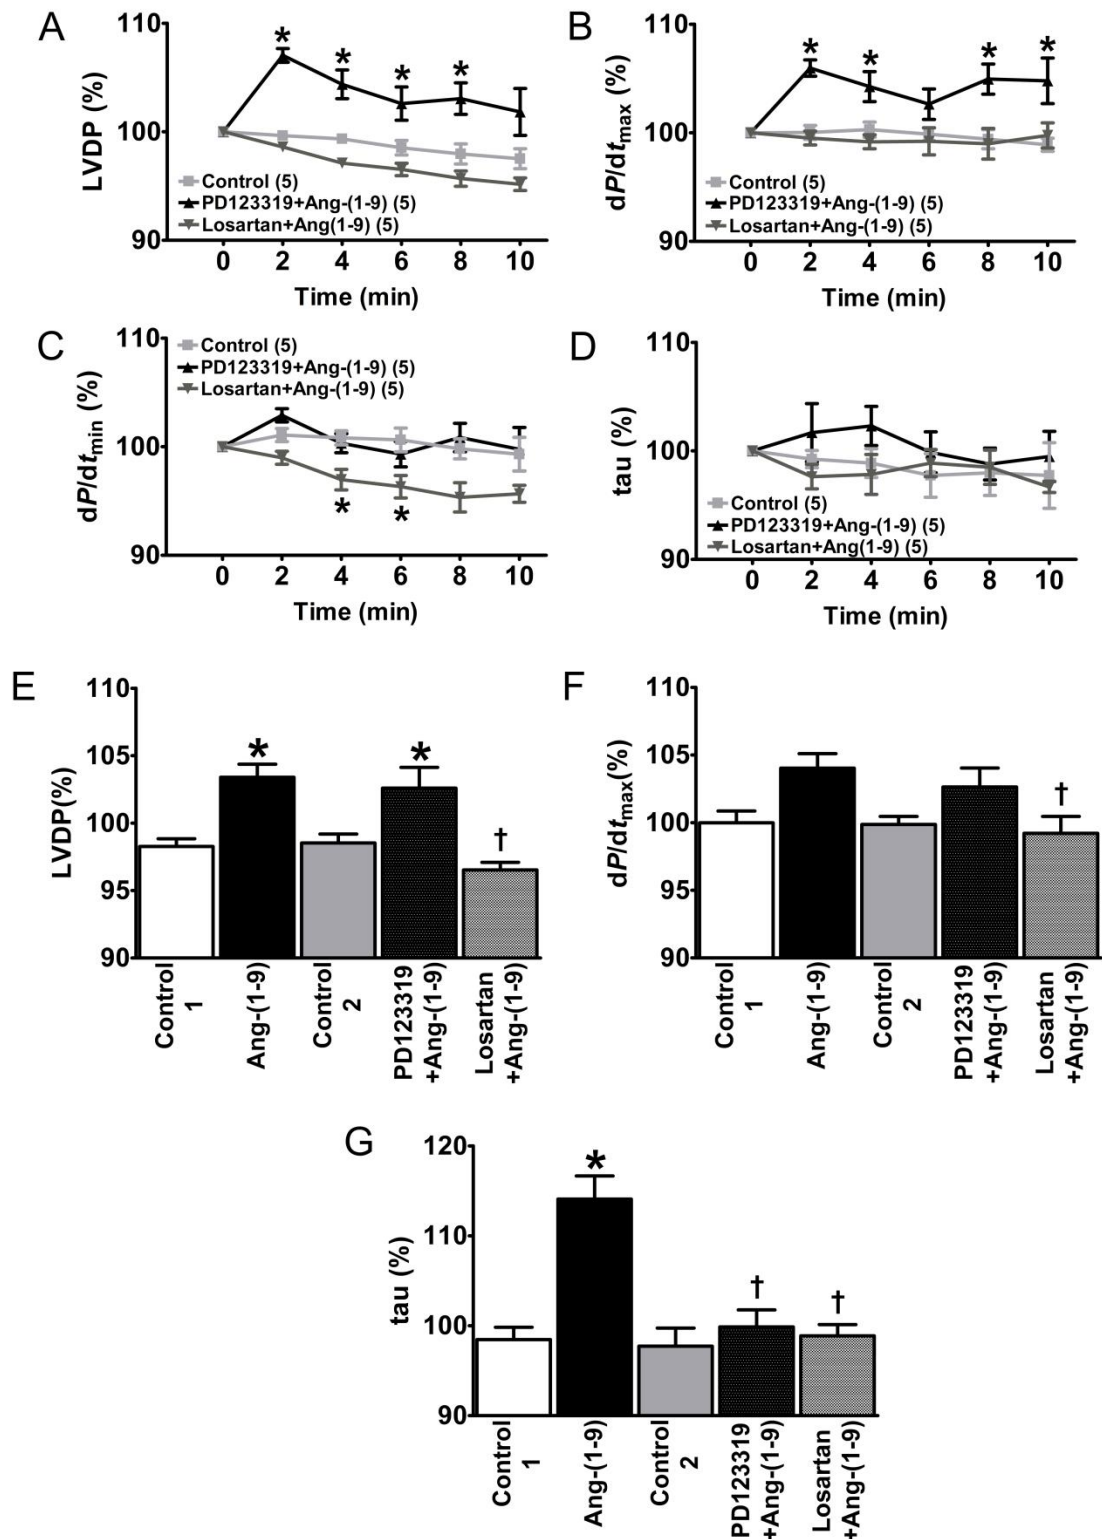 A
LVDP (%)
110
100
90
* * * *
Control (5)
PD123319+Ang-(1-9) (5)
Losartan+Ang(1-9) (5)
0 2 4 6 8 10
Time (min)
B
dP/dtmax (%)
110
100
90
* * * *
Control (5)
PD123319+Ang-(1-9) (5)
Losartan+Ang-(1-9) (5)
0 2 4 6 8 10
Time (min)
C
dP/dtmin (%)
110
100
90
Control (5)
PD123319+Ang-(1-9) (5)
Losartan+Ang-(1-9) (5)
* *
0 2 4 6 8 10
Time (min)
D
tau (%)
110
100
90
Control (5)
PD123319+Ang-(1-9) (5)
Losartan+Ang(1-9) (5)
0 2 4 6 8 10
Time (min)
E
LVDP(%)
110
105
100
95
90
* * †
Control
1
Ang-(1-9)
Control
2
PD123319
+Ang-(1-9)
Losartan
+Ang-(1-9)
F
dP/dtmax(%)
110
105
100
95
90
†
Control
1
Ang-(1-9)
Control
2
PD123319
+Ang-(1-9)
Losartan
+Ang-(1-9)
G
tau (%)
120
110
100
90
* † †
Control
1
Ang-(1-9)
Control
2
PD123319
+Ang-(1-9)
Losartan
+Ang-(1-9)